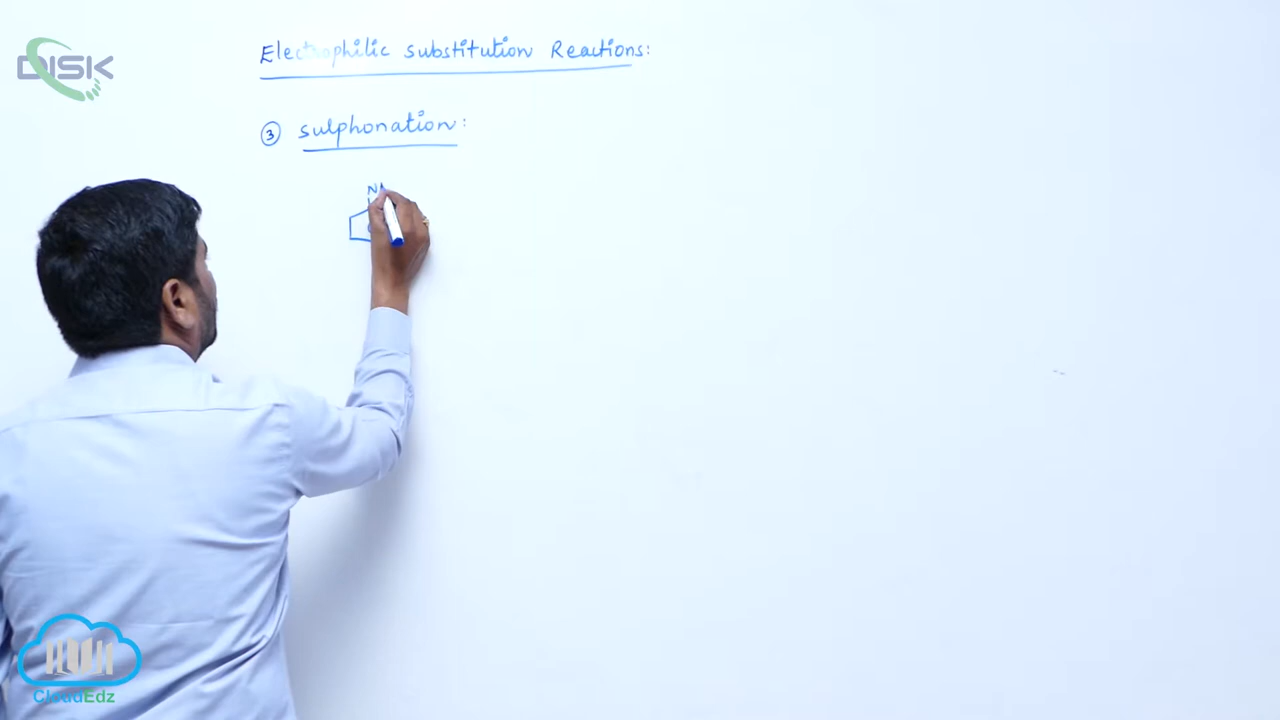 DISK
Electrophilic substitution Reactions:
3 sulphonation:
N
CloudEdz